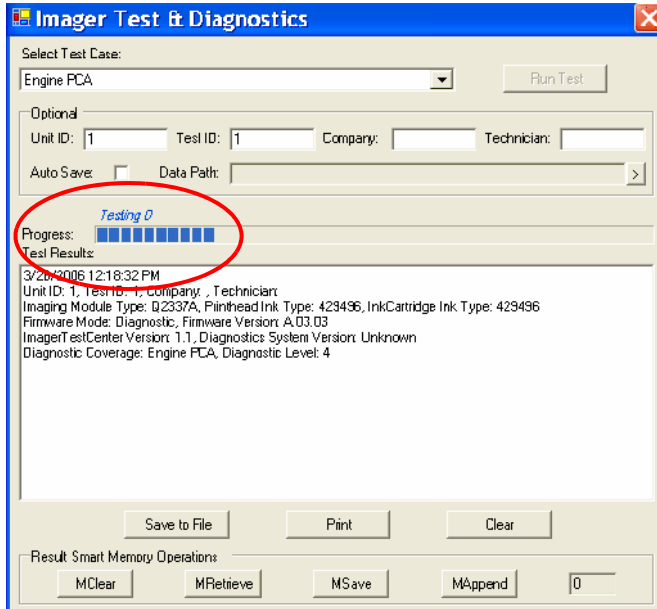 Imager Test & Diagnostics
Select Test Case:
Engine PCA
Run Test
Optional
Unit ID: 1 Test ID: 1 Company: Technician:
Auto Save: Data Path: >
Testing 0
Progress:
Test Results:
3/28/2006 12:18:32 PM
Unit ID: 1, Test ID: 1, Company: , Technician:
Imaging Module Type: Q2337A, Printhead Ink Type: 429496, InkCartridge Ink Type: 429496
Firmware Mode: Diagnostic, Firmware Version: A.03.03
ImagerTestCenter Version: 1.1, Diagnostics System Version: Unknown
Diagnostic Coverage: Engine PCA, Diagnostic Level: 4
Save to File Print Clear
Result Smart Memory Operations
MClear MRetrieve MSave MAppend 0